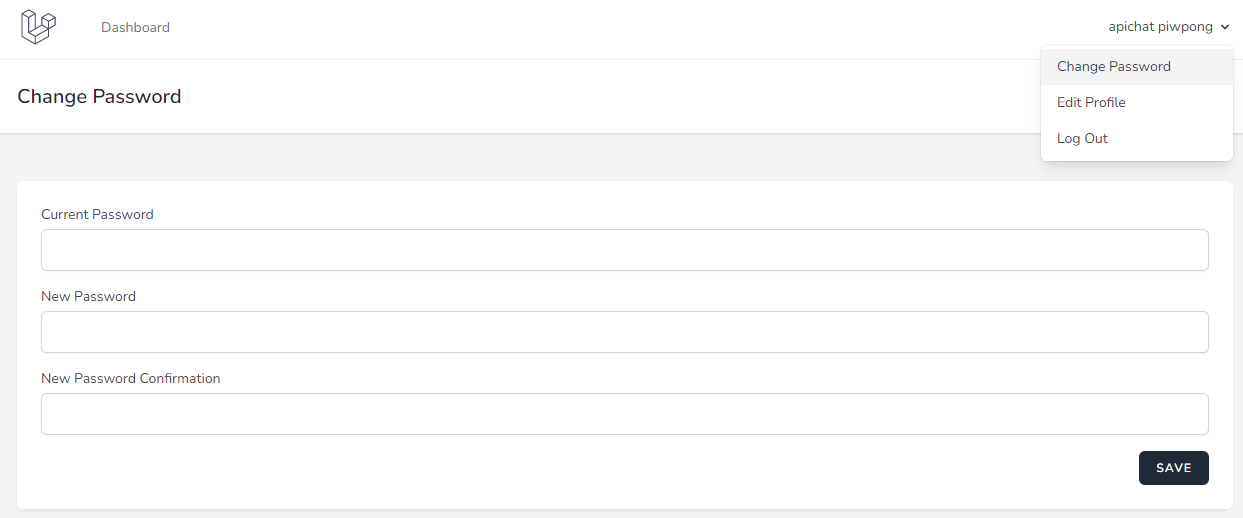 Dashboard
apichat piwpong
Change Password
Edit Profile
Log Out
Change Password
Current Password
New Password
New Password Confirmation
SAVE